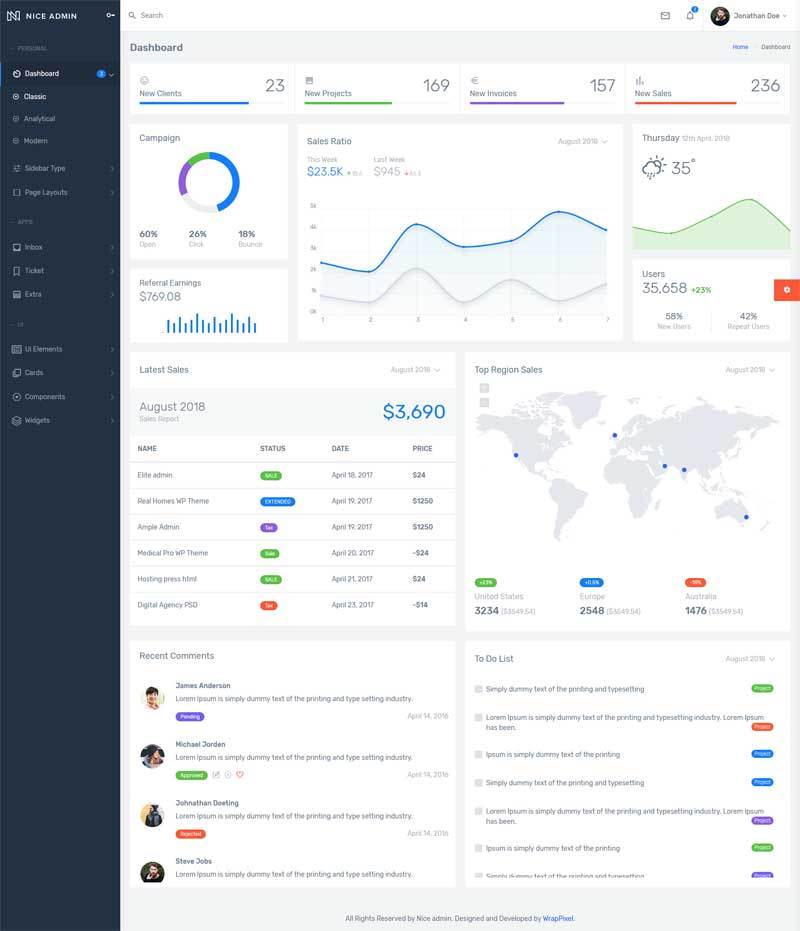 NICE ADMIN
Search
2
Jonathan Doe
PERSONAL
Dashboard 3
Classic
Analytical
Modern
Sidebar Type
Page Layouts
APPS
Inbox
Ticket
Extra
UI
Ui Elements
Cards
Components
Widgets
Dashboard
Home Dashboard
New Clients 23
New Projects 169
New Invoices 157
New Sales 236
Campaign
60% 26% 18%
Open Click Bounce
Referral Earnings
$769.08
Sales Ratio August 2018
This Week Last Week
$23.5K $945
5k
4k
3k
2k
1k
0k
1 2 3 4 5 6 7
Thursday 12th April, 2018
35°
Users
35,658 +23%
58% 42%
New Users Repeat Users
Latest Sales August 2018
August 2018
Sales Report
$3,690
NAME STATUS DATE PRICE
Elite admin SALE April 18, 2017 $24
Real Homes WP Theme EXTENDED April 19, 2017 $1250
Ample Admin Tax April 19, 2017 $1250
Medical Pro WP Theme Sale April 20, 2017 -$24
Hosting press html SALE April 21, 2017 $24
Digital Agency PSD Tax April 23, 2017 -$14
Top Region Sales August 2018
+23%
United States
3234 ($3549.54)
+0.5%
Europe
2548 ($3549.54)
Australia
1476 ($3549.54)
Recent Comments
James Anderson
Lorem Ipsum is simply dummy text of the printing and type setting industry.
Pending April 14, 2016
Michael Jorden
Lorem Ipsum is simply dummy text of the printing and type setting industry.
Approved April 14, 2016
Johnathan Doeting
Lorem Ipsum is simply dummy text of the printing and type setting industry.
Rejected April 14, 2016
Steve Jobs
Lorem Ipsum is simply dummy text of the printing and type setting industry.
To Do List August 2018
Simply dummy text of the printing and typesetting Project
Lorem Ipsum is simply dummy text of the printing and typesetting industry. Lorem Ipsum
has been. Project
Ipsum is simply dummy text of the printing Project
Simply dummy text of the printing and typesetting Project
Lorem Ipsum is simply dummy text of the printing and typesetting industry. Lorem Ipsum
has been. Project
Ipsum is simply dummy text of the printing Project
Simply dummy text of the printing and typesetting Project
All Rights Reserved by Nice admin. Designed and Developed by WrapPixel.